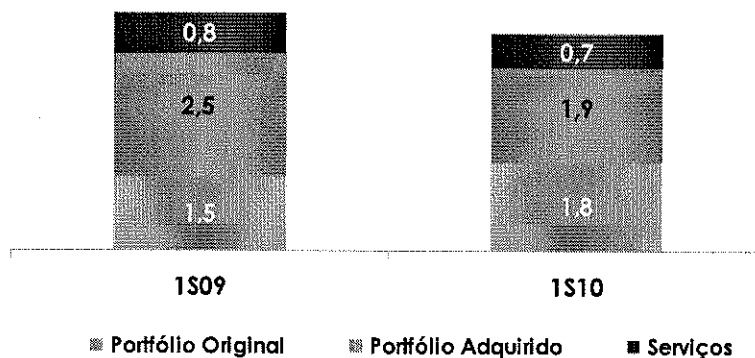 0,8
0,7
2,5
1,9
1,5
1,8
1S09
1S10
Portfólio Original
Portfólio Adquirido
Serviços